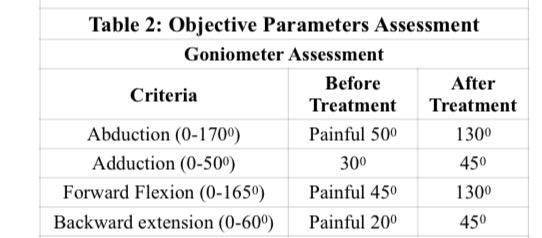 Table 2: Objective Parameters Assessment
Goniometer Assessment
Criteria Before Treatment After Treatment
Abduction (0-170⁰) Painful 50⁰ 130⁰
Adduction (0-50⁰) 30⁰ 45⁰
Forward Flexion (0-165⁰) Painful 45⁰ 130⁰
Backward extension (0-60⁰) Painful 20⁰ 45⁰